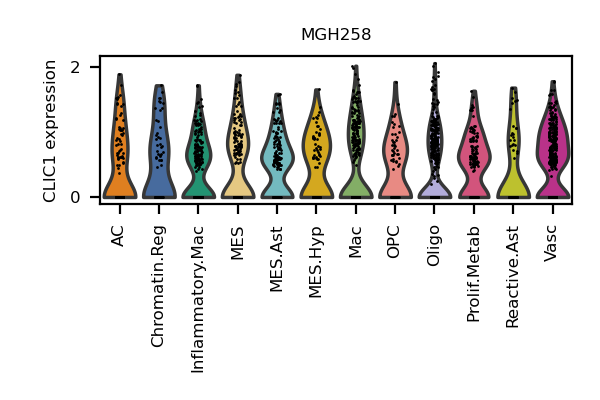 MGH258
CLIC1 expression
2
0
AC
Chromatin.Reg
Inflammatory.Mac
MES
MES.Ast
MES.Hyp
Mac
OPC
Oligo
Prolif.Metab
Reactive.Ast
Vasc